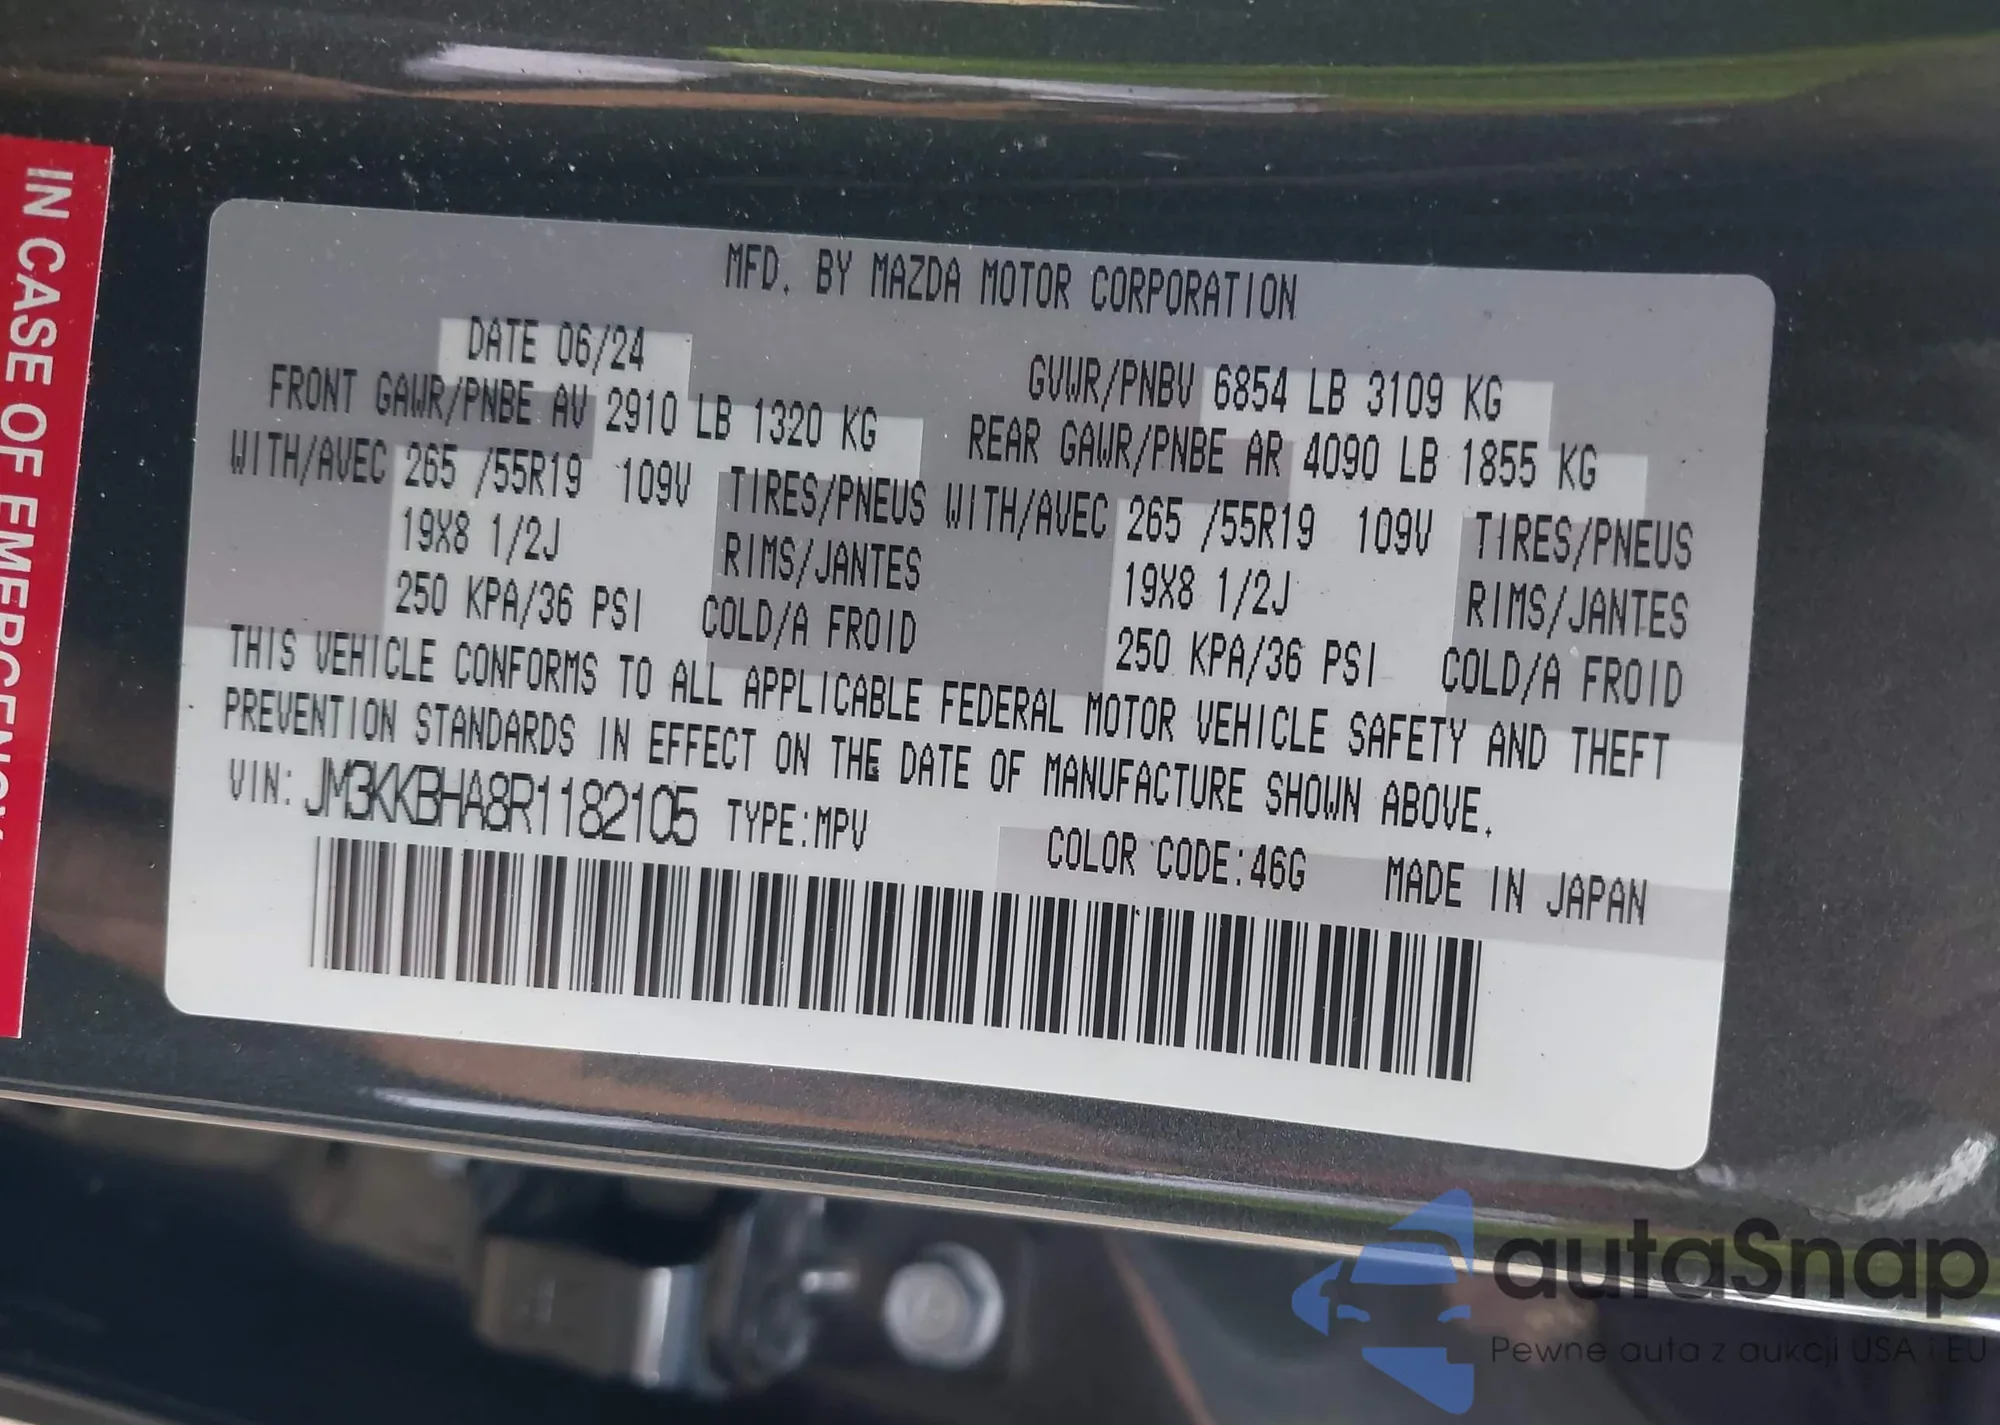 IN CASE OF EMERGENCY
MFD. BY MAZDA MOTOR CORPORATION
DATE 06/24
GVWR/PNBV 6854 LB 3109 KG
FRONT GAWR/PNBE AV 2910 LB 1320 KG
REAR GAWR/PNBE AR 4090 LB 1855 KG
WITH/AVEC 265 /55R19 109V TIRES/PNEUS WITH/AVEC 265 /55R19 109V TIRES/PNEUS
19X8 1/2J RIMS/JANTES 19X8 1/2J RIMS/JANTES
250 KPA/36 PSI COLD/A FROID 250 KPA/36 PSI COLD/A FROID
THIS VEHICLE CONFORMS TO ALL APPLICABLE FEDERAL MOTOR VEHICLE SAFETY AND THEFT
PREVENTION STANDARDS IN EFFECT ON THE DATE OF MANUFACTURE SHOWN ABOVE.
VIN: JM3KKBHA8R1182105 TYPE:MPV
COLOR CODE:46G MADE IN JAPAN
autaSnap
Pewne auta z aukcji USA i EU